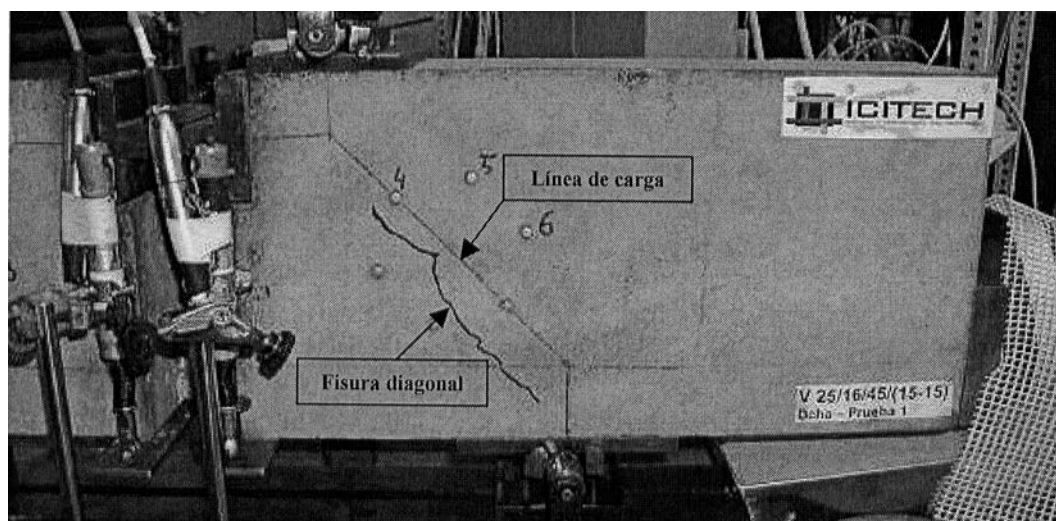 ICITECH
4
5
Línea de carga
6
Fisura diagonal
V 25/16/45/(15-15)
Deha - Prueba 1